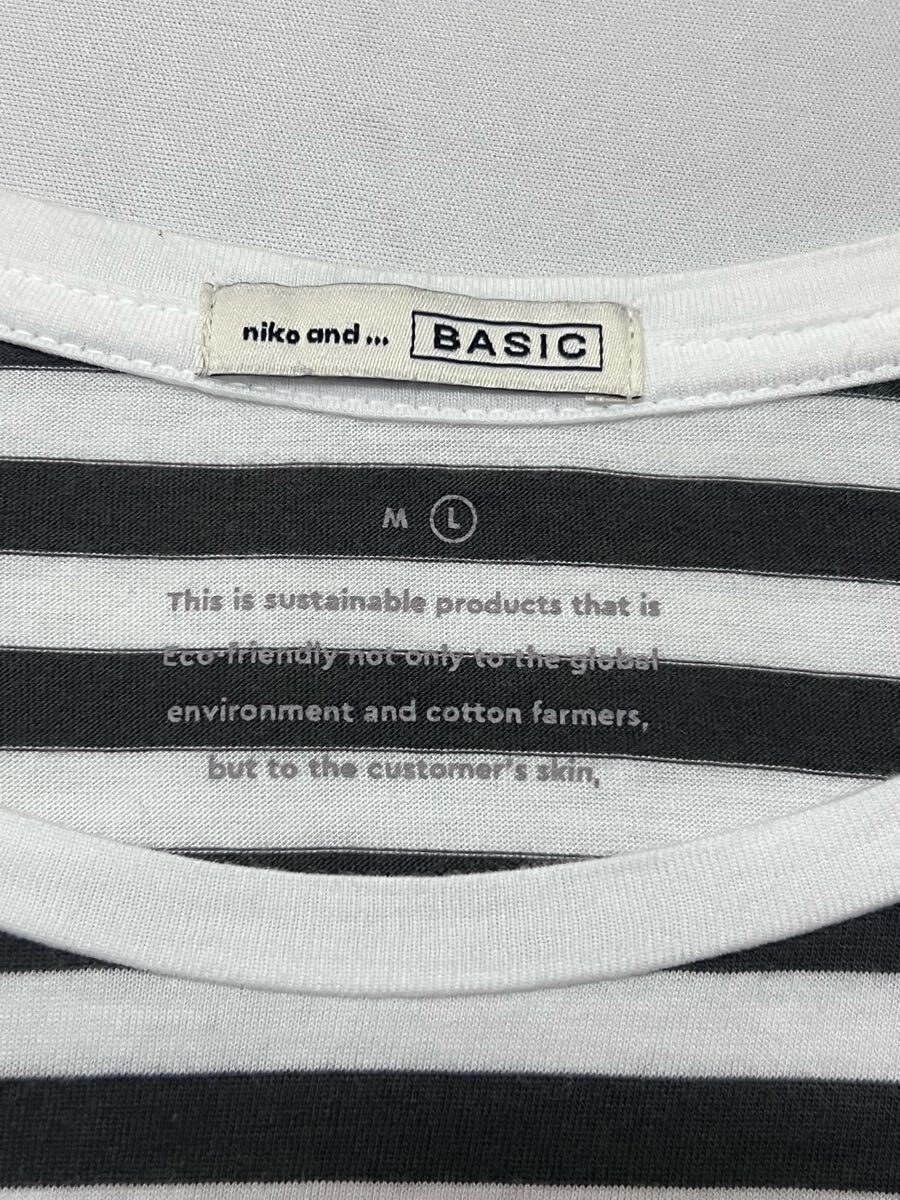 niko and... BASIC
M L
This is sustainable products that is
Eco-friendly not only to the global
environment and cotton farmers,
but to the customer's skin,